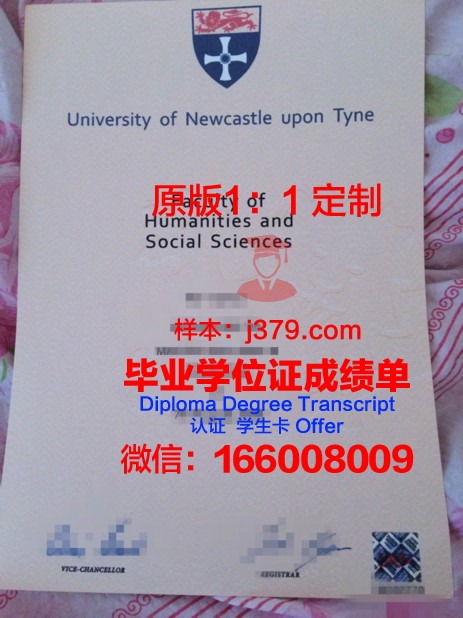 University of Newcastle upon Tyne
Faculty of
原版1：1 定制
Humanities and
Social Sciences
样本：j379.com
毕业学位证成绩单
Diploma Degree Transcript
认证 学生卡 Offer
微信：166008009
VICE-CHANCELLOR
REGISTRAR